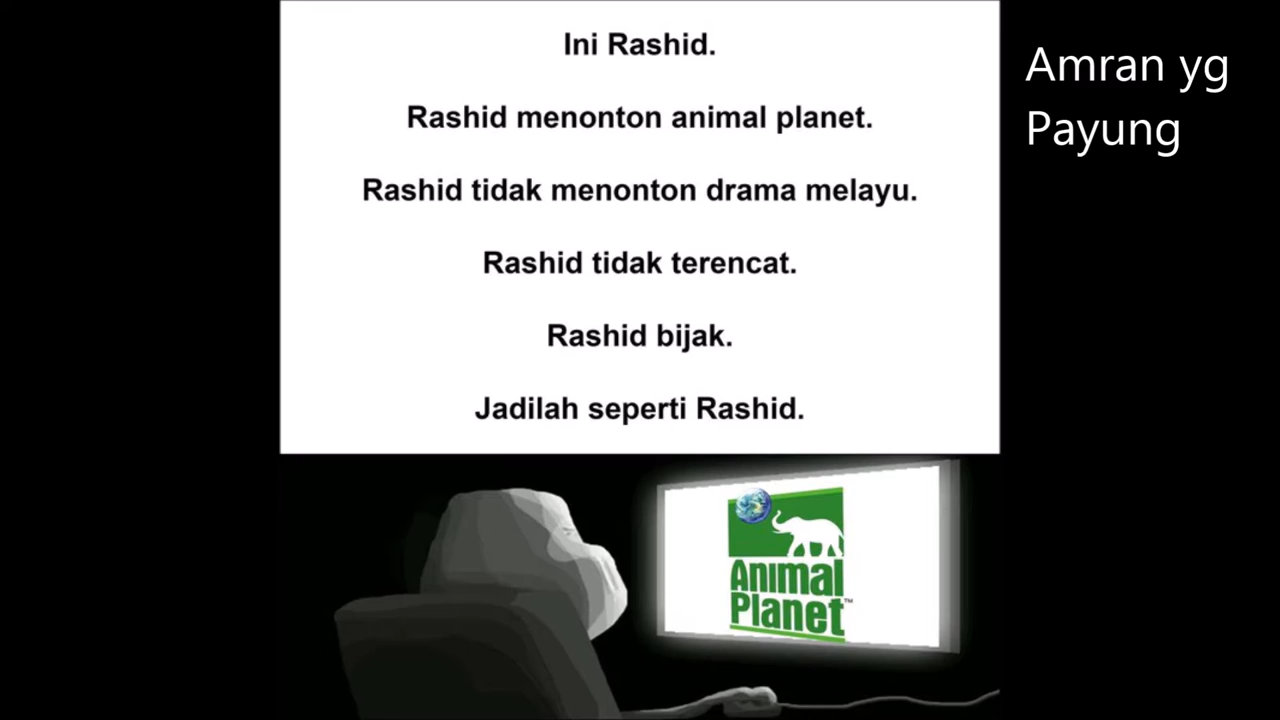 Ini Rashid.
Rashid menonton animal planet.
Rashid tidak menonton drama melayu.
Rashid tidak terencat.
Rashid bijak.
Jadilah seperti Rashid.
Amran yg
Payung
Animal
Planet™